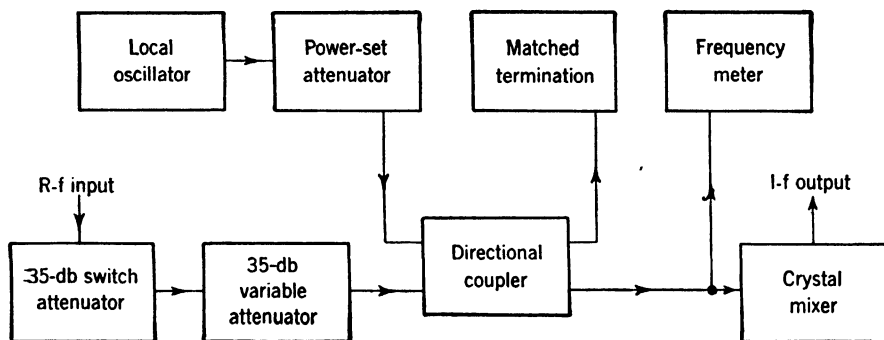 Local
oscillator
Power-set
attenuator
Matched
termination
Frequency
meter
R-f input
I-f output
35-db switch
attenuator
35-db
variable
attenuator
Directional
coupler
Crystal
mixer